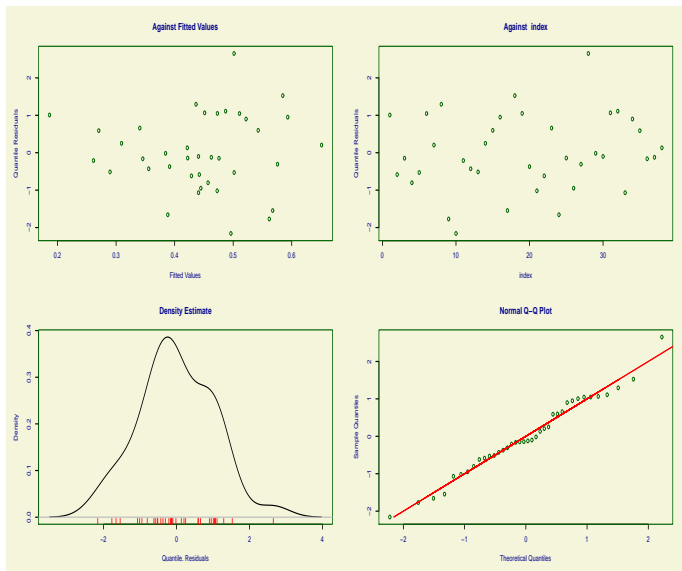 Against Fitted Values
Quantile Residuals
2
1
0
−1
−2
0.2 0.3 0.4 0.5 0.6
Fitted Values
Against index
Quantile Residuals
2
1
0
−1
−2
0 10 20 30
index
Density Estimate
Density
0.4
0.3
0.2
0.1
0.0
−2 0 2 4
Quantile. Residuals
Normal Q−Q Plot
Sample Quantiles
2
1
0
−1
−2
−2 −1 0 1 2
Theoretical Quantiles